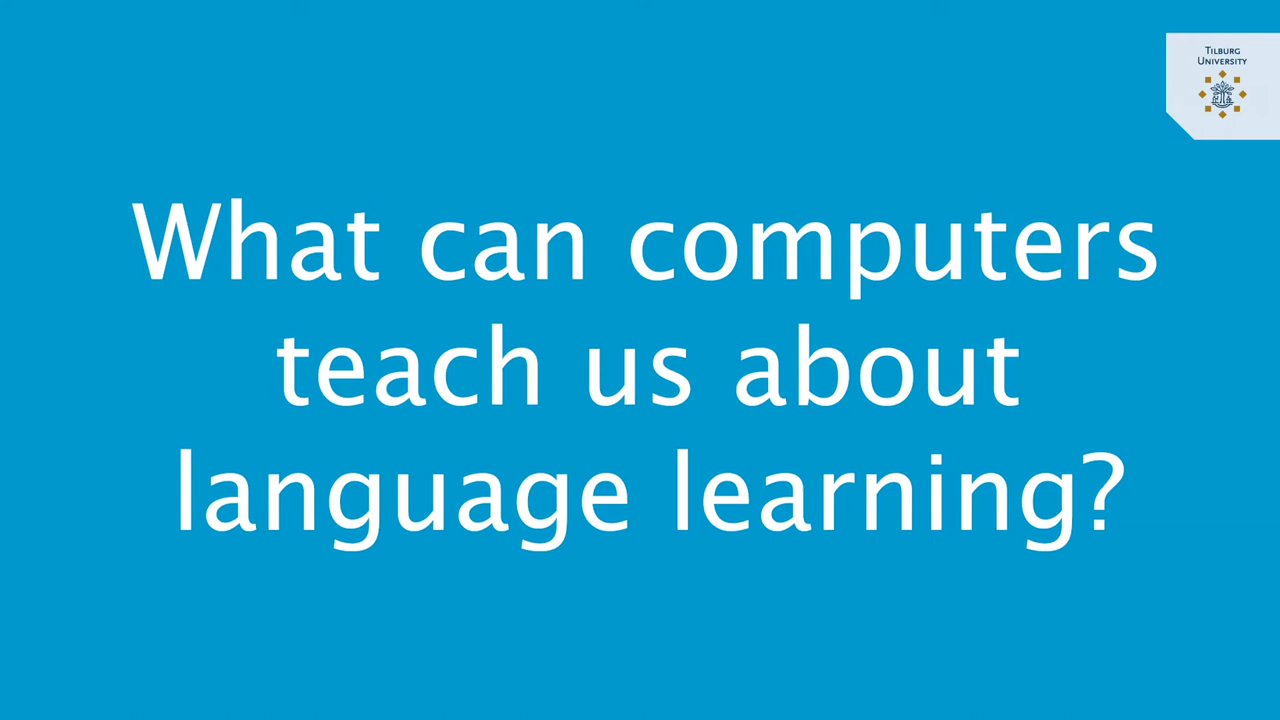 TILBURG
UNIVERSITY
What can computers
teach us about
language learning?